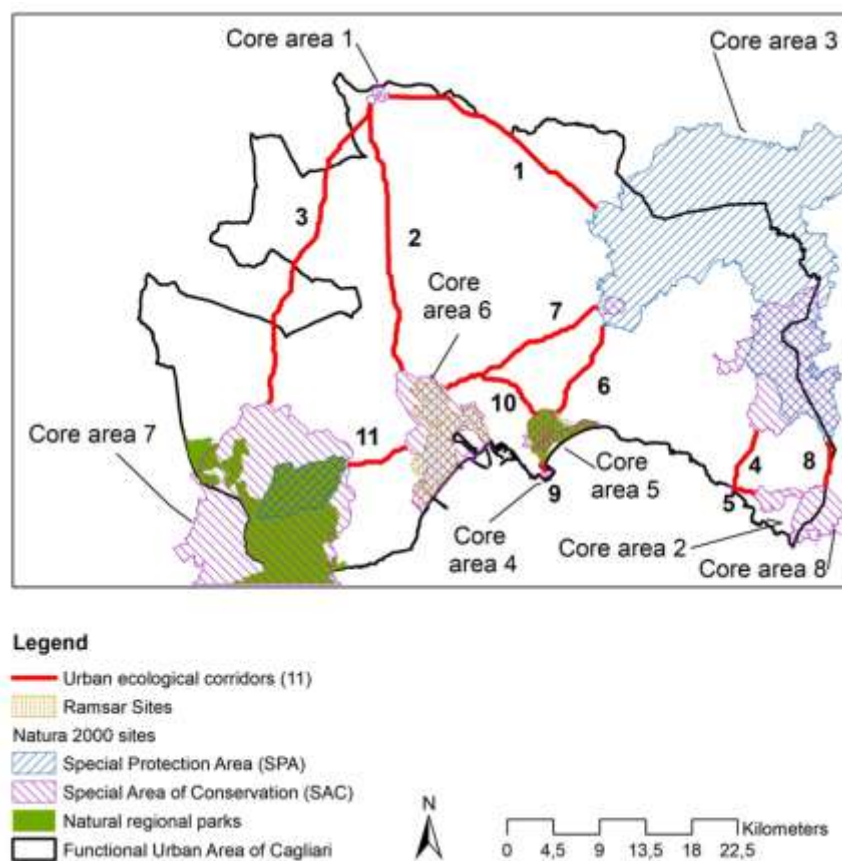 Core area 1
Core area 3
1
3
2
Core
area 6
7
6
10
Core area 7
11
4
8
Core
area 5
9
5
Core
area 4
Core area 2
Core area 8
Legend
Urban ecological corridors (11)
Ramsar Sites
Natura 2000 sites
Special Protection Area (SPA)
Special Area of Conservation (SAC)
Natural regional parks
Functional Urban Area of Cagliari
N
Kilometers
0 4,5 9 13,5 18 22,5